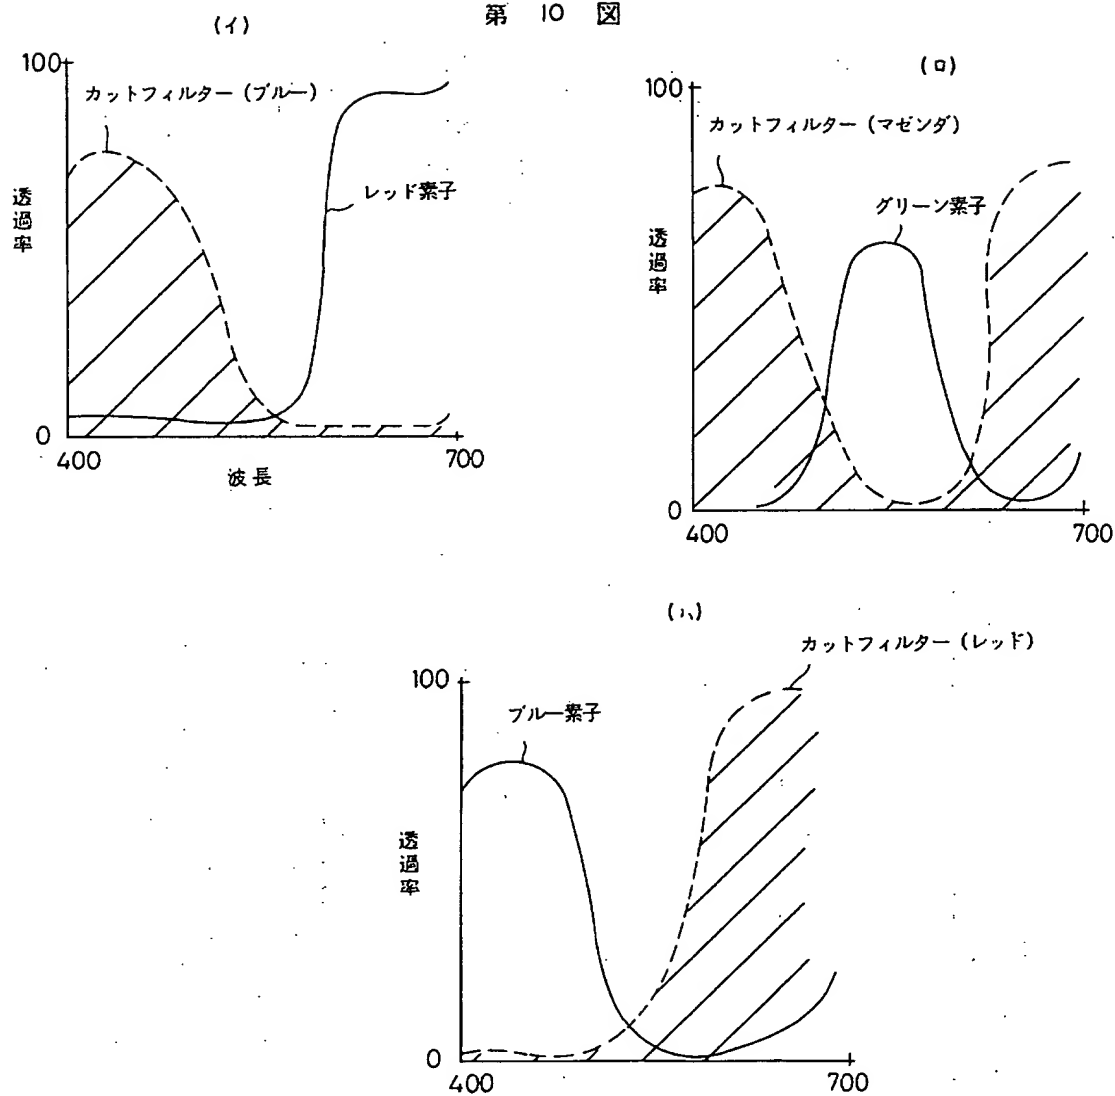 第 10 図
(イ)
100
カットフィルター(ブルー)
レッド素子
透過率
0
400
700
波長
(ロ)
100
カットフィルター(マゼンダ)
グリーン素子
透過率
0
400
700
(ハ)
カットフィルター(レッド)
100
ブルー素子
透過率
0
400
700